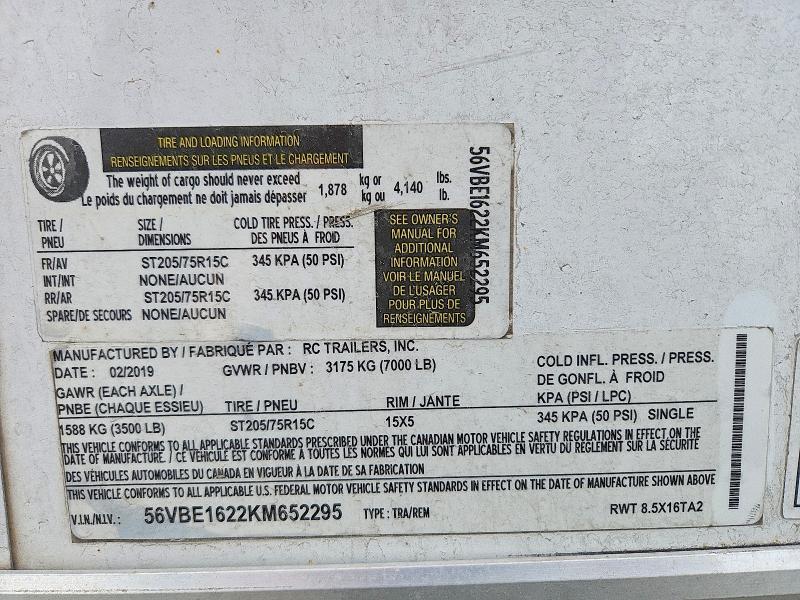 TIRE AND LOADING INFORMATION
RENSEIGNEMENTS SUR LES PNEUS ET LE CHARGEMENT
The weight of cargo should never exceed 1,878 kg or 4,140 lbs.
Le poids du chargement ne doit jamais dépasser kg ou lb.
TIRE / SIZE / COLD TIRE PRESS. / PRESS.
PNEU DIMENSIONS DES PNEUS À FROID
FR/AV ST205/75R15C 345 KPA (50 PSI)
INT/INT NONE/AUCUN
RR/AR ST205/75R15C 345 KPA (50 PSI)
SPARE/DE SECOURS NONE/AUCUN
SEE OWNER'S
MANUAL FOR
ADDITIONAL
INFORMATION
VOIR LE MANUEL
DE L'USAGER
POUR PLUS DE
RENSEIGNEMENTS
56VBE1622KM652295
MANUFACTURED BY / FABRIQUÉ PAR : RC TRAILERS, INC.
DATE : 02/2019 GVWR / PNBV : 3175 KG (7000 LB)
COLD INFL. PRESS. / PRESS.
DE GONFL. À FROID
KPA (PSI / LPC)
GAWR (EACH AXLE) /
PNBE (CHAQUE ESSIEU) TIRE / PNEU RIM / JANTE
1588 KG (3500 LB) ST205/75R15C 15X5 345 KPA (50 PSI) SINGLE
THIS VEHICLE CONFORMS TO ALL APPLICABLE STANDARDS PRESCRIBED UNDER THE CANADIAN MOTOR VEHICLE SAFETY REGULATIONS IN EFFECT ON THE
DATE OF MANUFACTURE. / CE VÉHICULE EST CONFORME À TOUTES LES NORMES QUI LUI SONT APPLICABLES EN VERTU DU RÈGLEMENT SUR LA SÉCURITÉ
DES VÉHICULES AUTOMOBILES DU CANADA EN VIGUEUR À LA DATE DE SA FABRICATION
THIS VEHICLE CONFORMS TO ALL APPLICABLE U.S. FEDERAL MOTOR VEHICLE SAFETY STANDARDS IN EFFECT ON THE DATE OF MANUFACTURE SHOWN ABOVE
V.I.N./N.I.V.: 56VBE1622KM652295 TYPE : TRA/REM RWT 8.5X16TA2